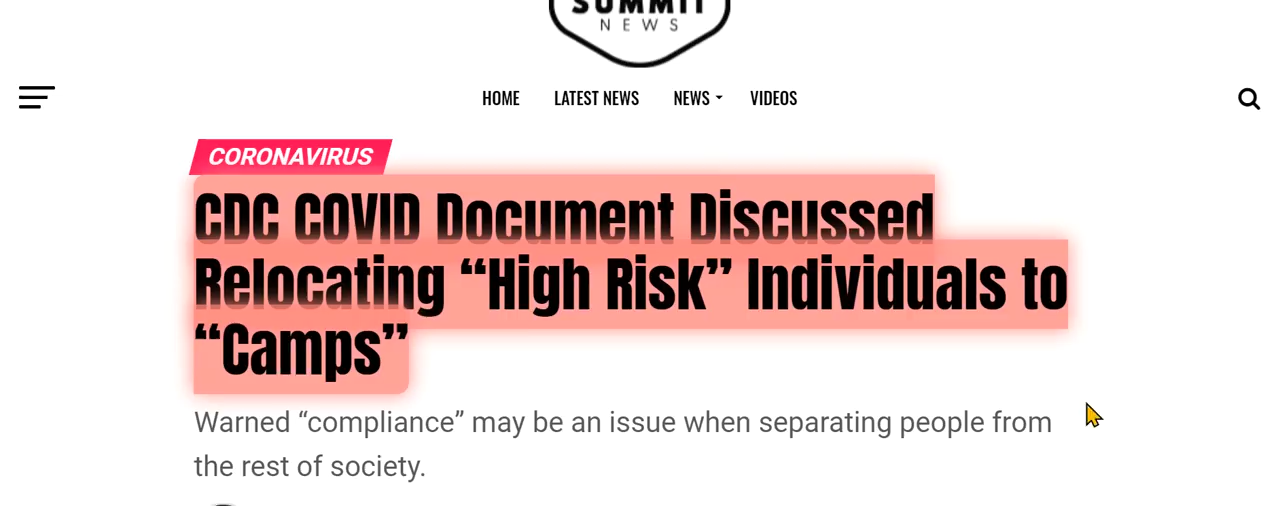 SUMMIT
NEWS
HOME LATEST NEWS NEWS VIDEOS
CORONAVIRUS
CDC COVID Document Discussed
Relocating “High Risk” Individuals to
“Camps”
Warned “compliance” may be an issue when separating people from
the rest of society.